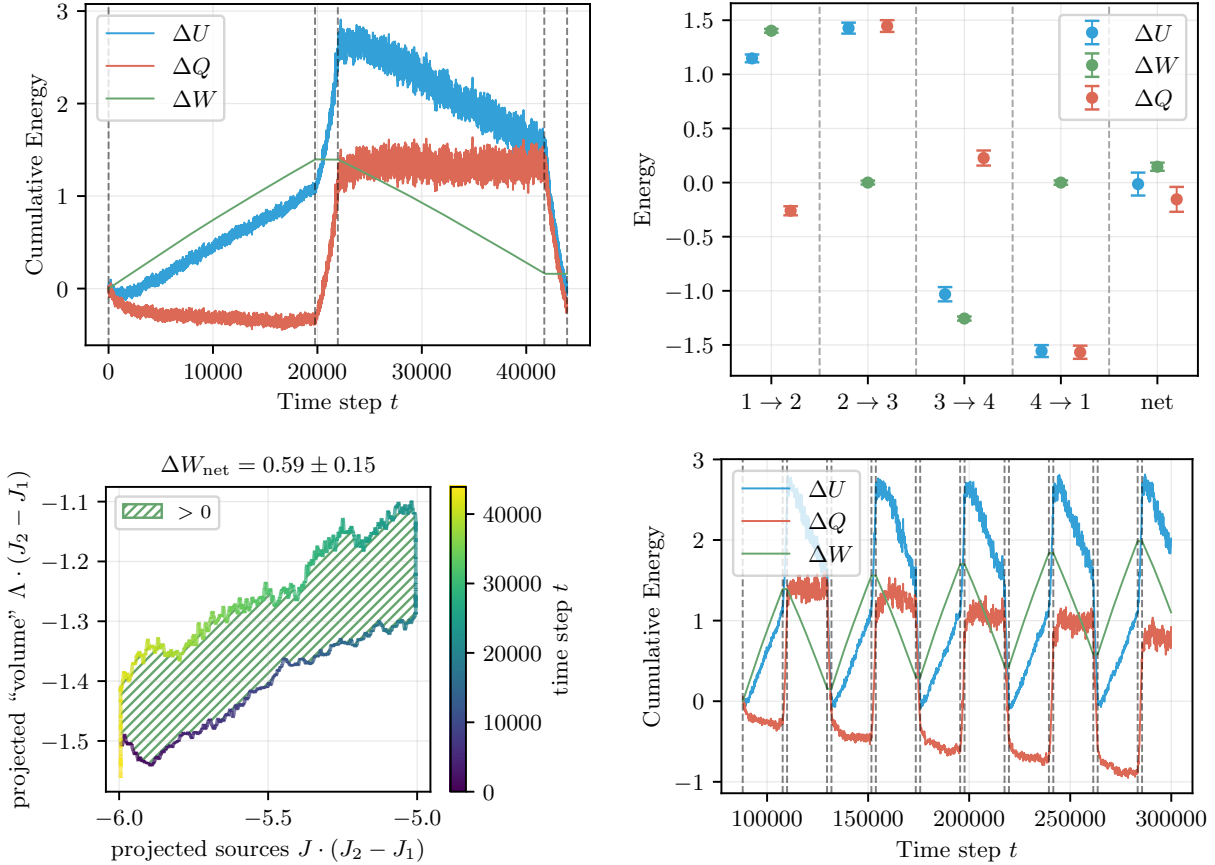 3
2
1
0
Cumulative Energy
ΔU
ΔQ
ΔW
0
10000
20000
30000
40000
Time step t
1.5
1.0
0.5
0.0
−0.5
−1.0
−1.5
Energy
ΔU
ΔW
ΔQ
1 → 2
2 → 3
3 → 4
4 → 1
net
ΔW_net = 0.59 ± 0.15
> 0
−1.1
−1.2
−1.3
−1.4
−1.5
projected “volume” Λ · (J₂ − J₁)
−6.0
−5.5
−5.0
projected sources J · (J₂ − J₁)
40000
30000
20000
10000
0
time step t
3
2
1
0
−1
Cumulative Energy
ΔU
ΔQ
ΔW
100000
150000
200000
250000
300000
Time step t